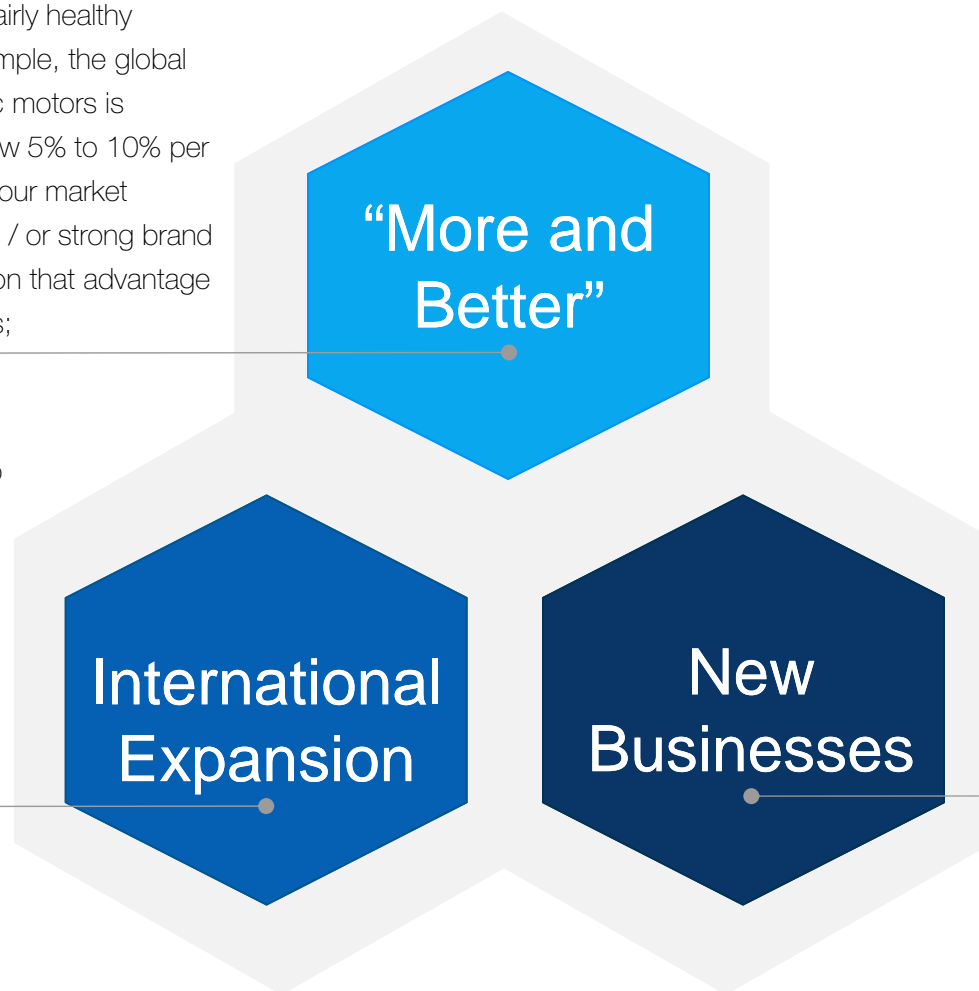 airly healthy
mple, the global
c motors is
w 5% to 10% per
our market
/ or strong brand
on that advantage
s;
“More and
Better”
International
Expansion
New
Businesses